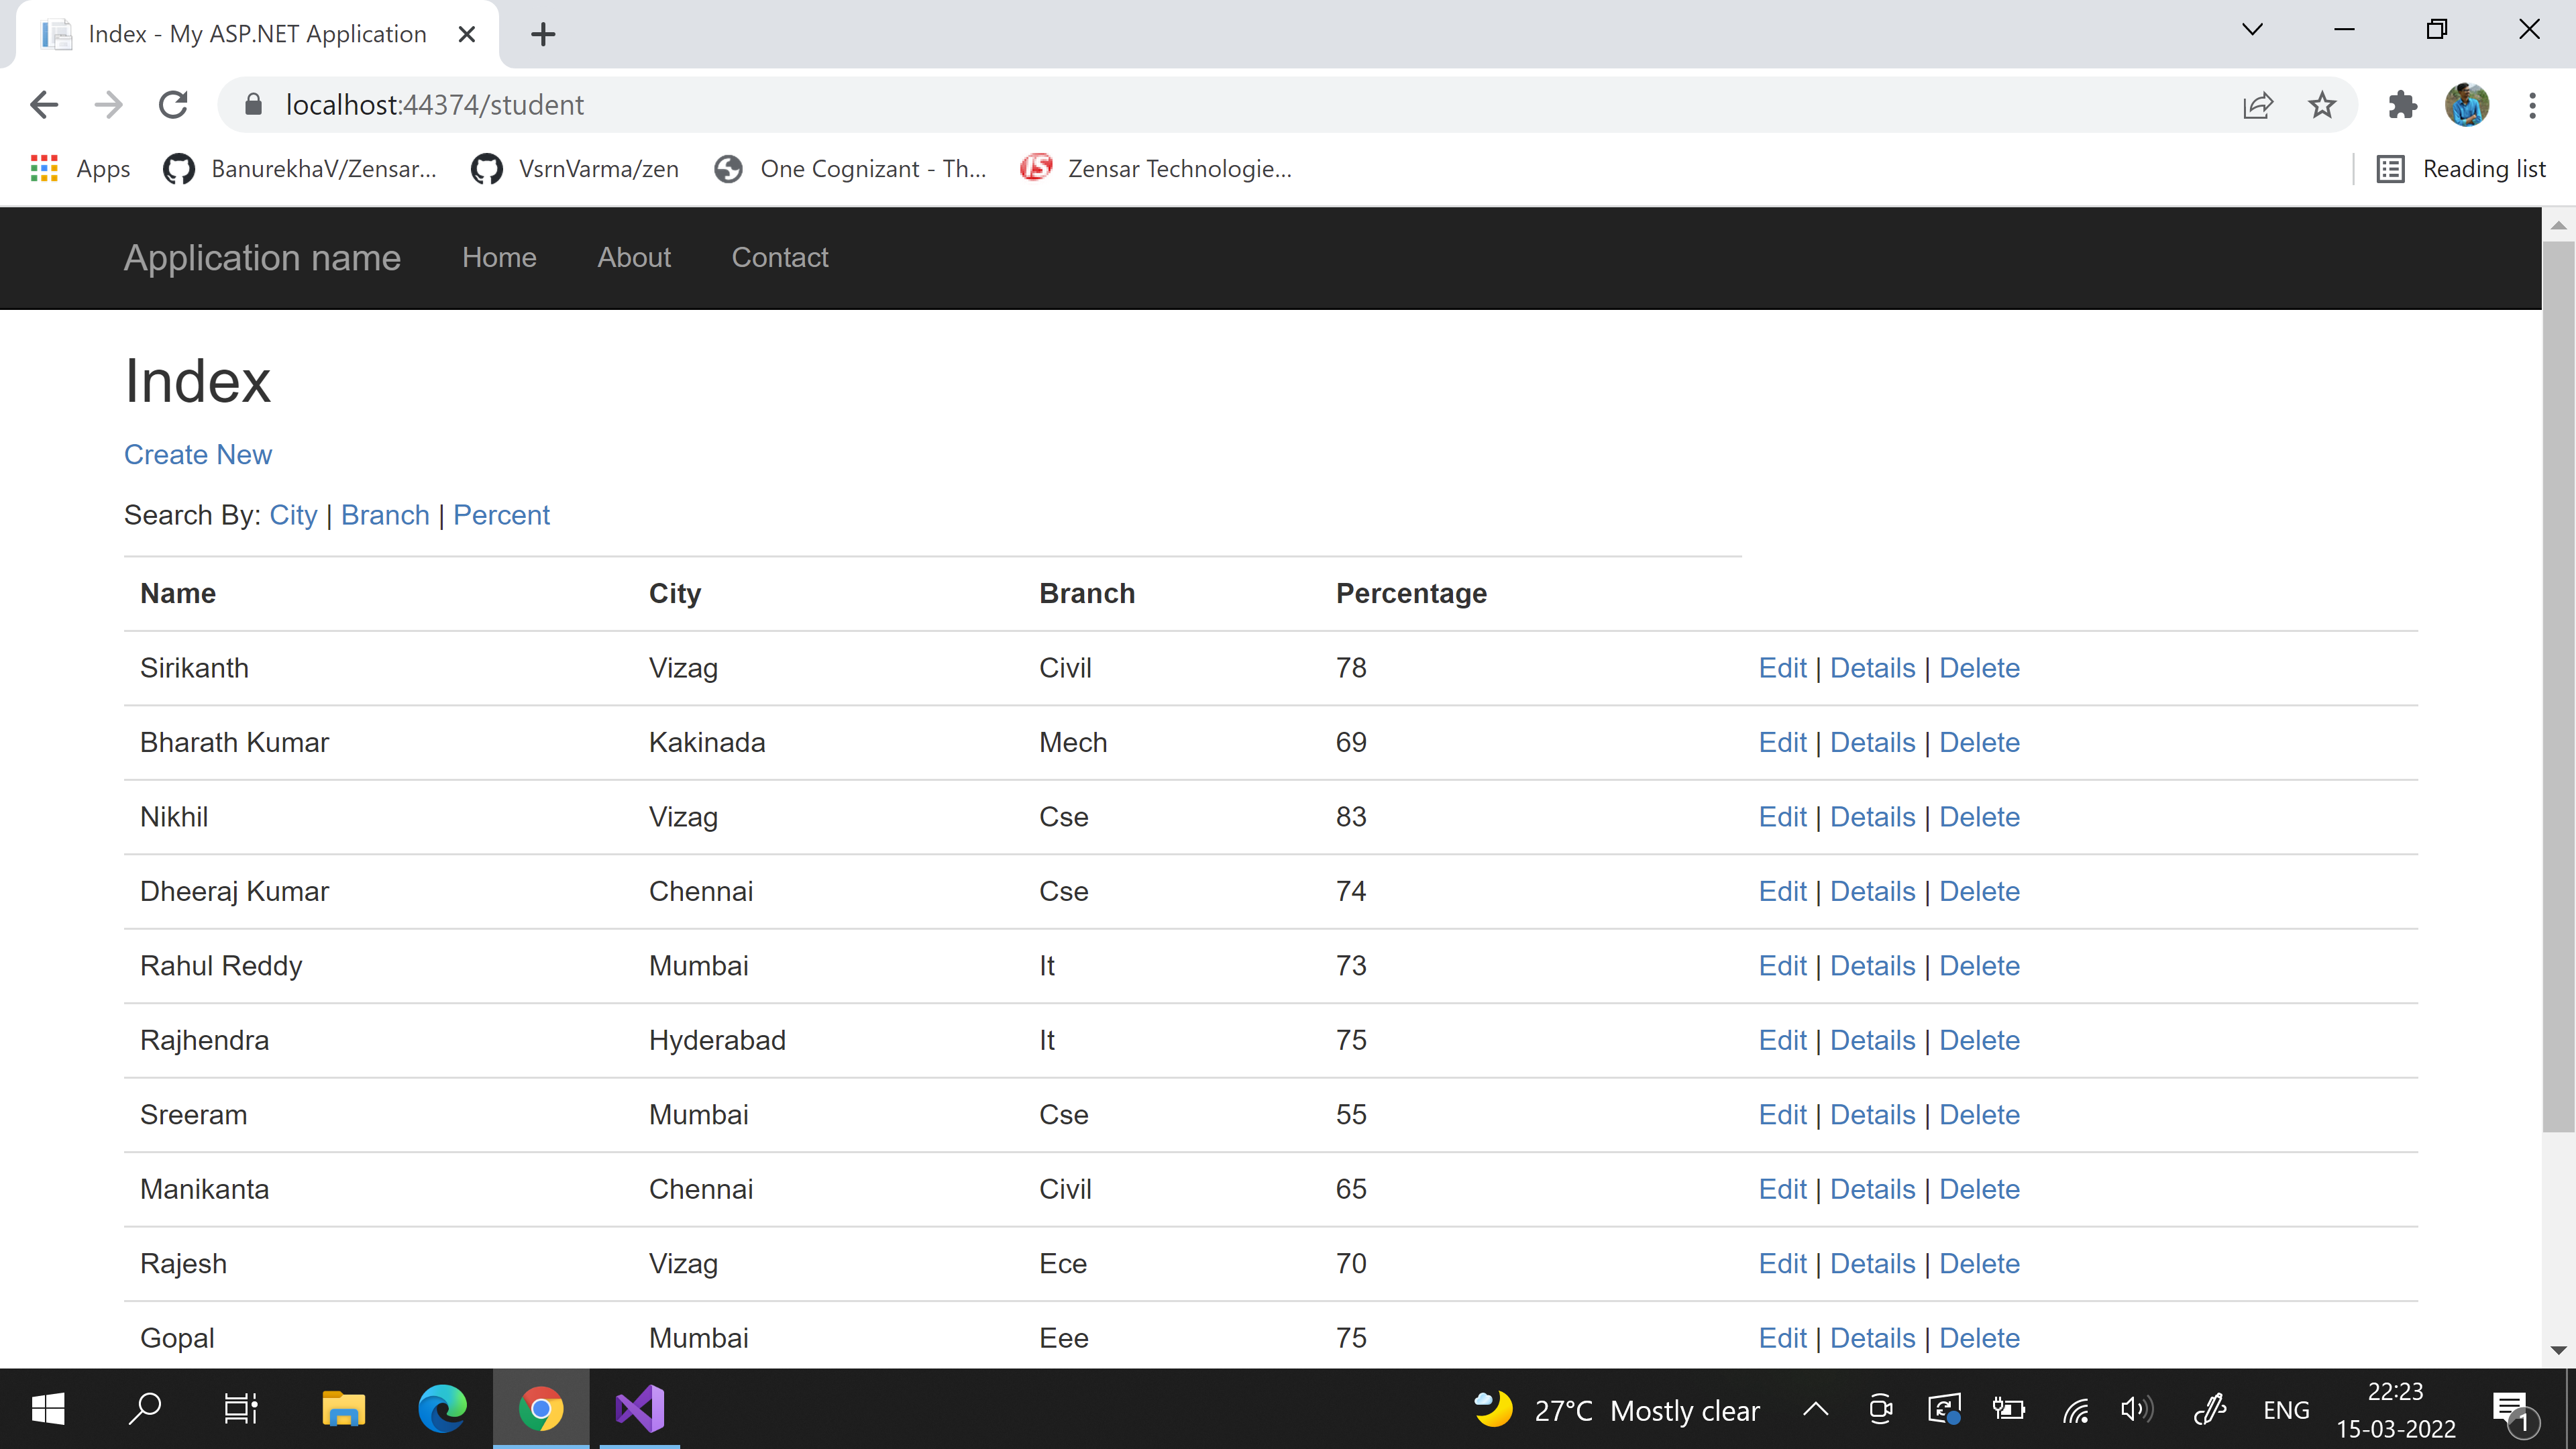 Index - My ASP.NET Application
localhost:44374/student
Apps BanurekhaV/Zensar... VsrnVarma/zen One Cognizant - Th... Zensar Technologie... Reading list
Application name Home About Contact
Index
Create New
Search By: City | Branch | Percent
Name City Branch Percentage
Sirikanth Vizag Civil 78 Edit | Details | Delete
Bharath Kumar Kakinada Mech 69 Edit | Details | Delete
Nikhil Vizag Cse 83 Edit | Details | Delete
Dheeraj Kumar Chennai Cse 74 Edit | Details | Delete
Rahul Reddy Mumbai It 73 Edit | Details | Delete
Rajhendra Hyderabad It 75 Edit | Details | Delete
Sreeram Mumbai Cse 55 Edit | Details | Delete
Manikanta Chennai Civil 65 Edit | Details | Delete
Rajesh Vizag Ece 70 Edit | Details | Delete
Gopal Mumbai Eee 75 Edit | Details | Delete
27°C Mostly clear ENG 22:23
15-03-2022 1